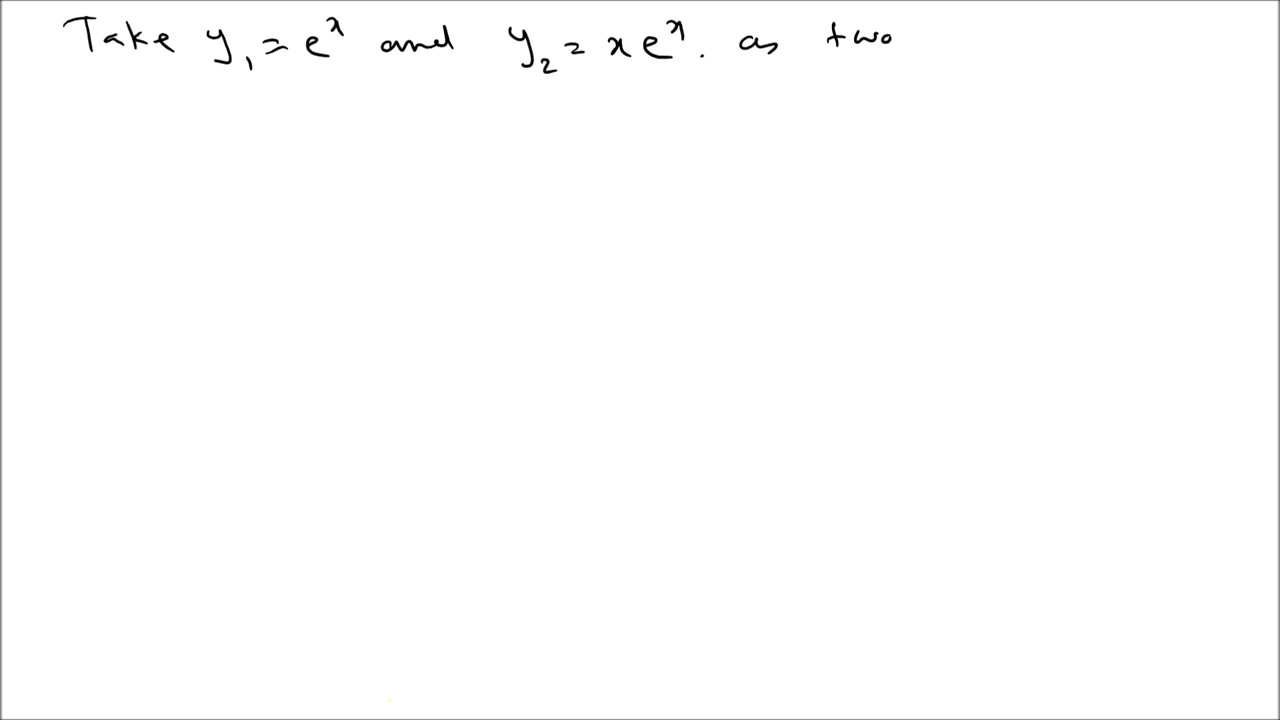 Take y₁ = eˣ and y₂ = xeˣ. as two